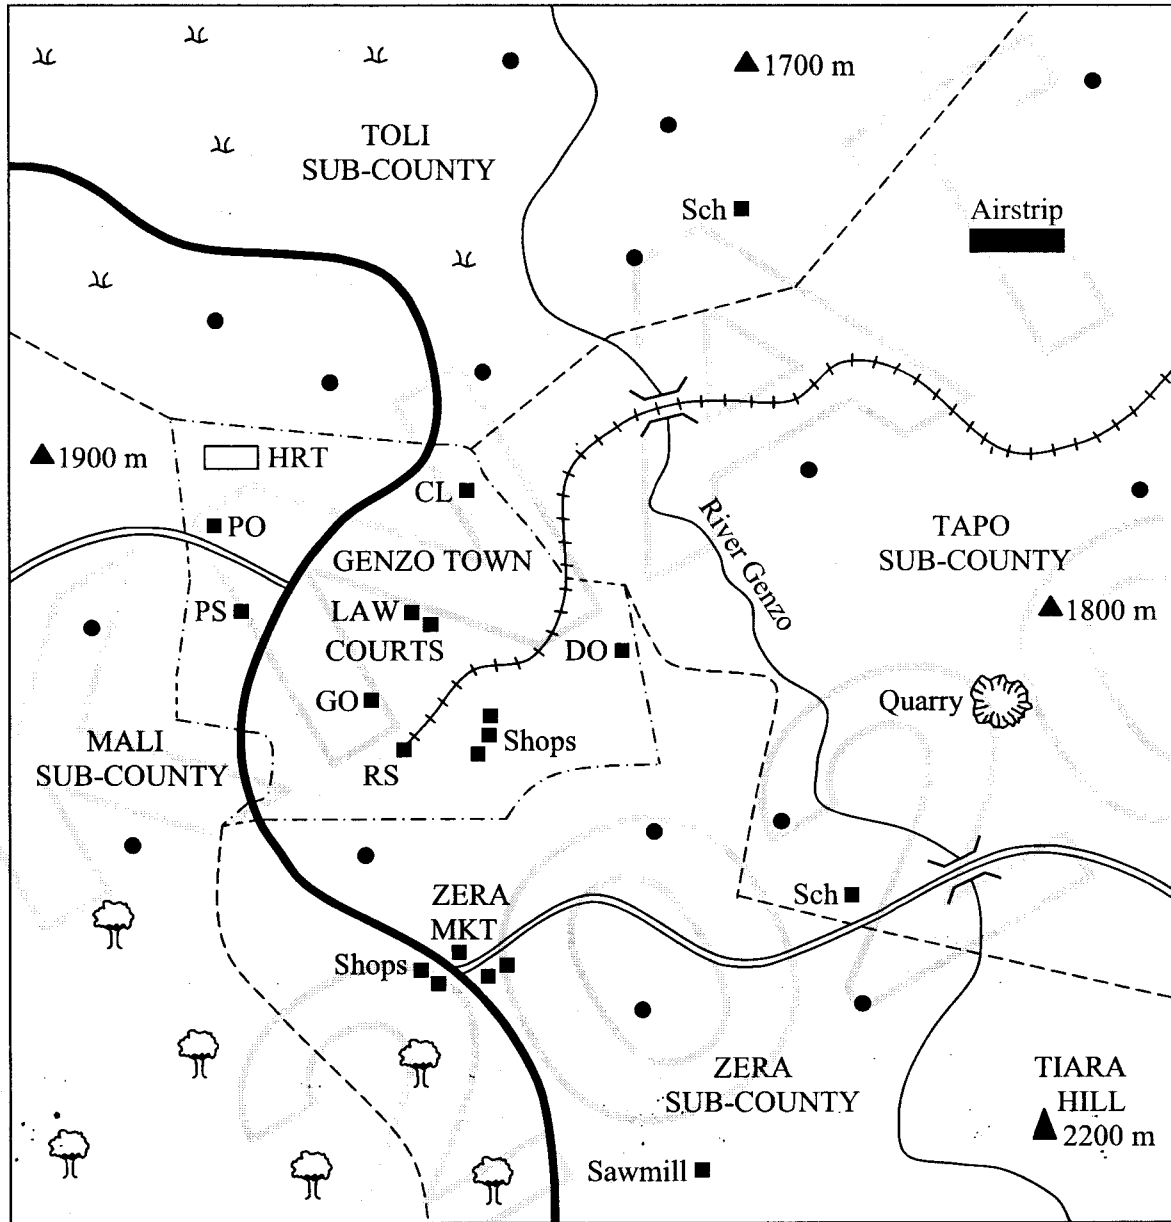 1700 m
TOLI
SUB-COUNTY
Sch
Airstrip
1900 m
HRT
CL
PO
GENZO TOWN
River Genzo
TAPO
SUB-COUNTY
PS
LAW
COURTS
DO
1800 m
GO
Quarry
MALI
SUB-COUNTY
RS
Shops
ZERA
MKT
Sch
Shops
ZERA
SUB-COUNTY
TIARA
HILL
2200 m
Sawmill